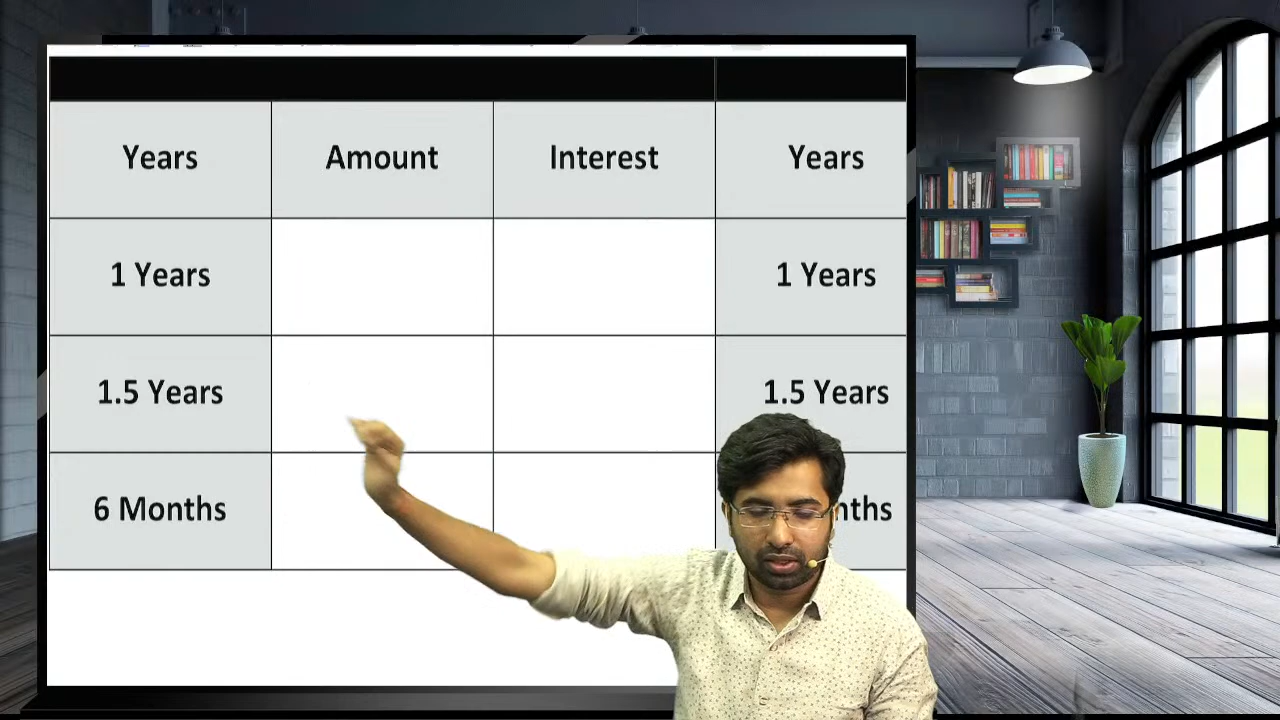 Years Amount Interest Years
1 Years 1 Years
1.5 Years 1.5 Years
6 Months nths